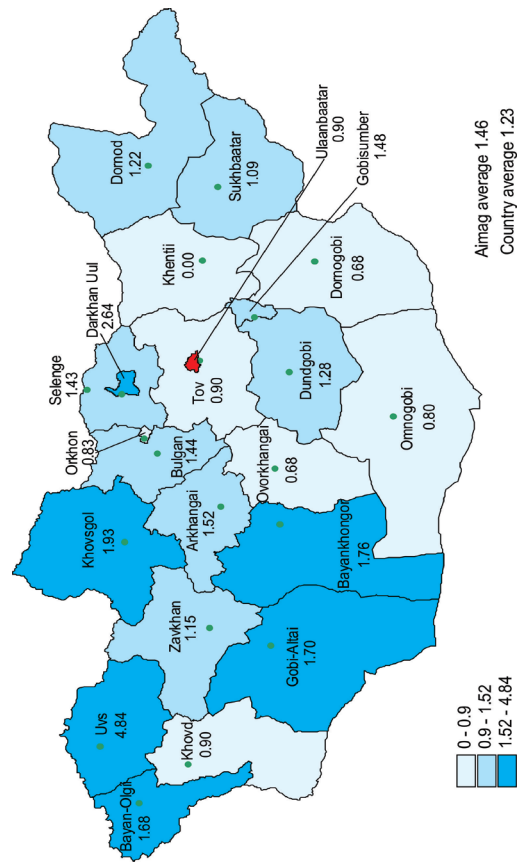 Bayan-Olgii
1.68
Uvs
4.84
Khovd
0.90
Khovsgol
1.93
Zavkhan
1.15
Gobi-Altai
1.70
Bayankhongor
1.76
Arkhangai
1.52
Orkhon
0.83
Bulgan
1.44
Ovorkhangai
0.68
Selenge
1.43
Darkhan Uul
2.64
Tov
0.90
Dundgobi
1.28
Omnogobi
0.80
Khentii
0.00
Dornogobi
0.68
Dornod
1.22
Sukhbaatar
1.09
Ulaanbaatar
0.90
Gobisumber
1.48
0 - 0.9
0.9 - 1.52
1.52 - 4.84
Aimag average 1.46
Country average 1.23